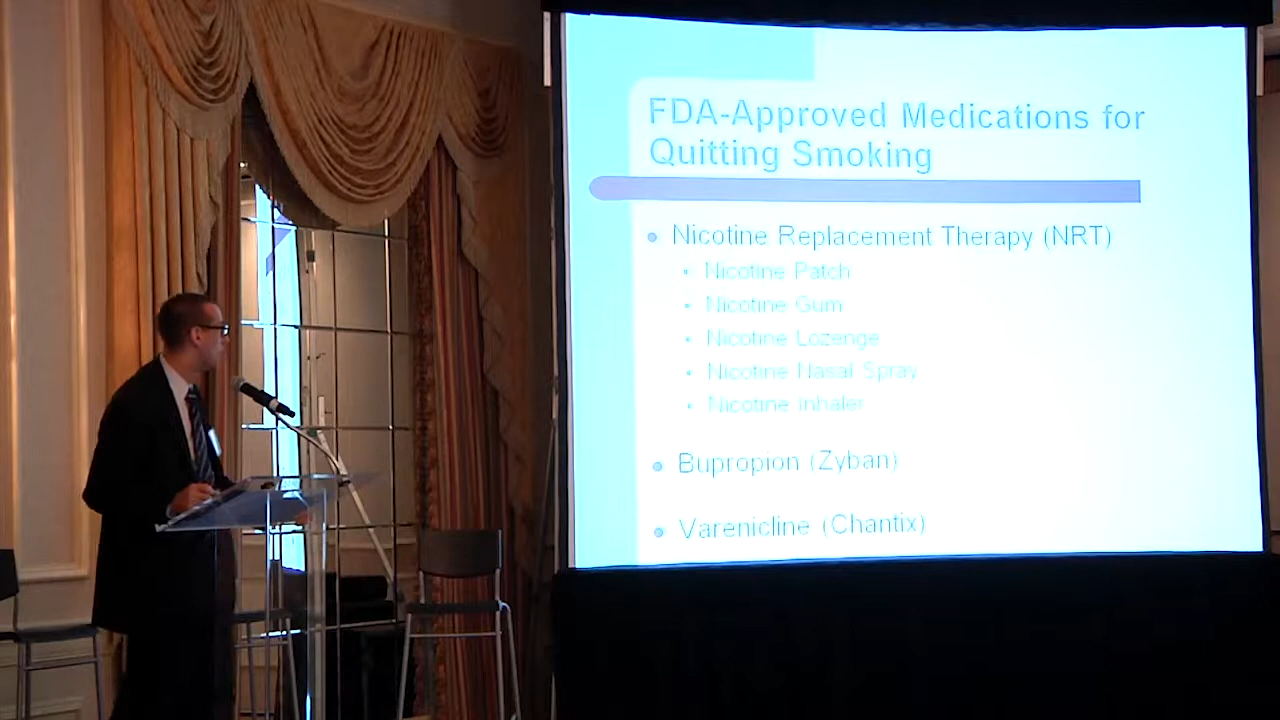 FDA-Approved Medications for
Quitting Smoking
Nicotine Replacement Therapy (NRT)
Nicotine Patch
Nicotine Gum
Nicotine Lozenge
Nicotine Nasal Spray
Nicotine Inhaler
Bupropion (Zyban)
Varenicline (Chantix)